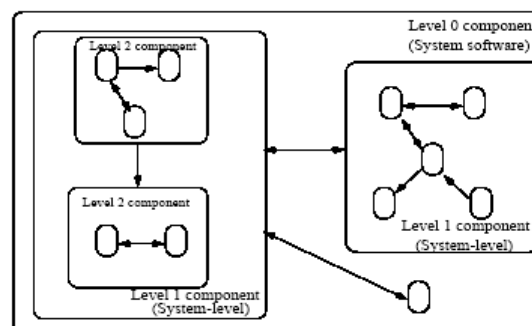 Level 0 component
(System software)
Level 2 component
Level 2 component
Level 1 component
(System-level)
Level 1 component
(System-level)